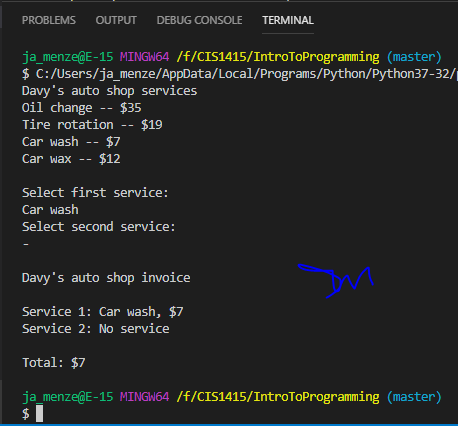 PROBLEMS OUTPUT DEBUG CONSOLE TERMINAL
ja_menze@E-15 MINGW64 /f/CIS1415/IntroToProgramming (master)
$ C:/Users/ja_menze/AppData/Local/Programs/Python/Python37-32/
Davy's auto shop services
Oil change -- $35
Tire rotation -- $19
Car wash -- $7
Car wax -- $12
Select first service:
Car wash
Select second service:
-
Davy's auto shop invoice
Service 1: Car wash, $7
Service 2: No service
Total: $7
ja_menze@E-15 MINGW64 /f/CIS1415/IntroToProgramming (master)
$